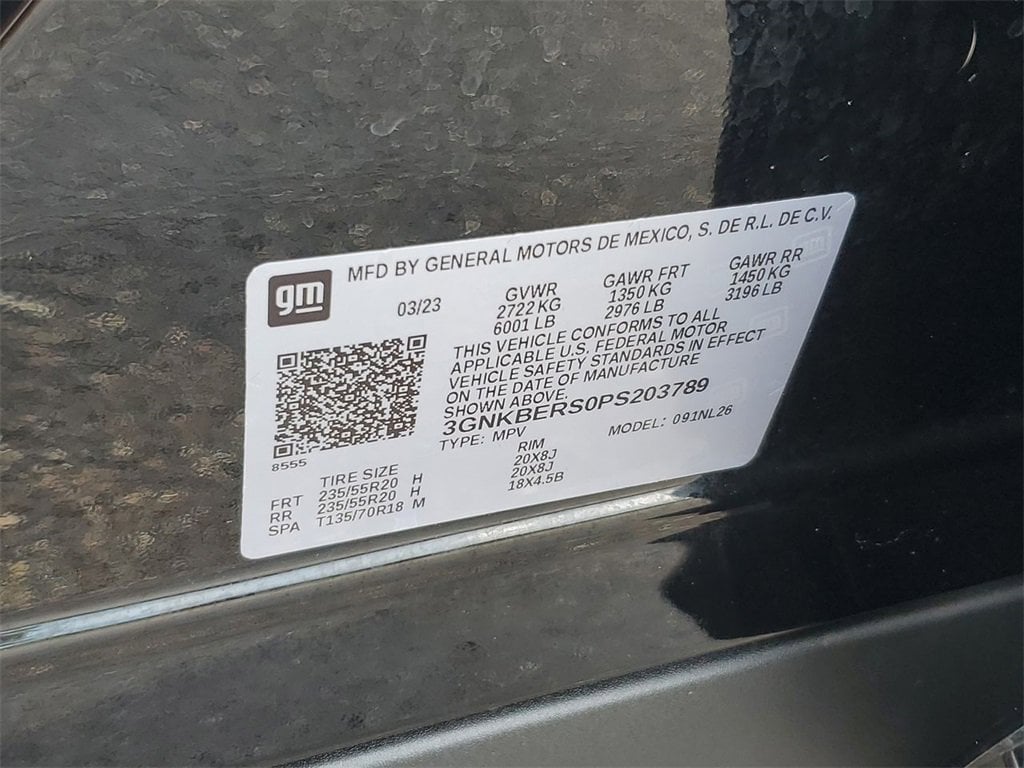 gm MFD BY GENERAL MOTORS DE MEXICO, S. DE R.L. DE C.V.
03/23 GVWR GAWR FRT GAWR RR
2722 KG 1350 KG 1450 KG
6001 LB 2976 LB 3196 LB
THIS VEHICLE CONFORMS TO ALL
APPLICABLE U.S. FEDERAL MOTOR
VEHICLE SAFETY STANDARDS IN EFFECT
ON THE DATE OF MANUFACTURE
SHOWN ABOVE.
3GNKBERS0PS203789
TYPE: MPV MODEL: 091NL26
8555
TIRE SIZE RIM
FRT 235/55R20 H 20X8J
RR 235/55R20 H 20X8J
SPA T135/70R18 M 18X4.5B